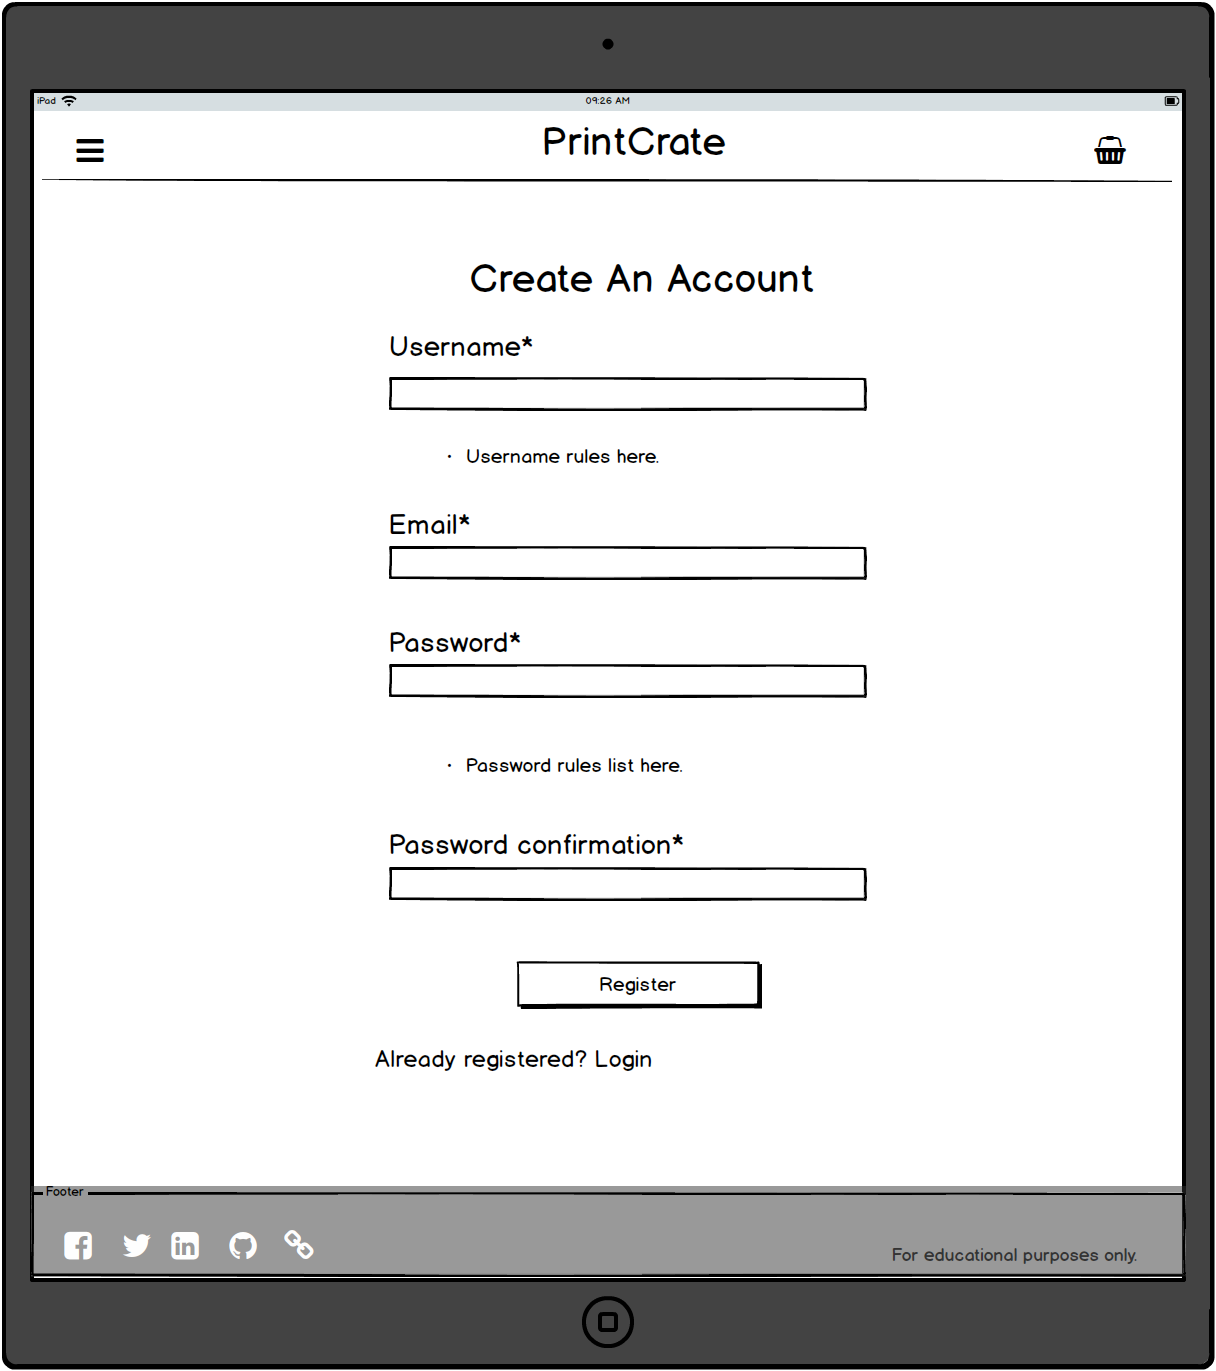 iPad
09:26 AM
PrintCrate
Create An Account
Username*
• Username rules here.
Email*
Password*
• Password rules list here.
Password confirmation*
Register
Already registered? Login
Footer
For educational purposes only.